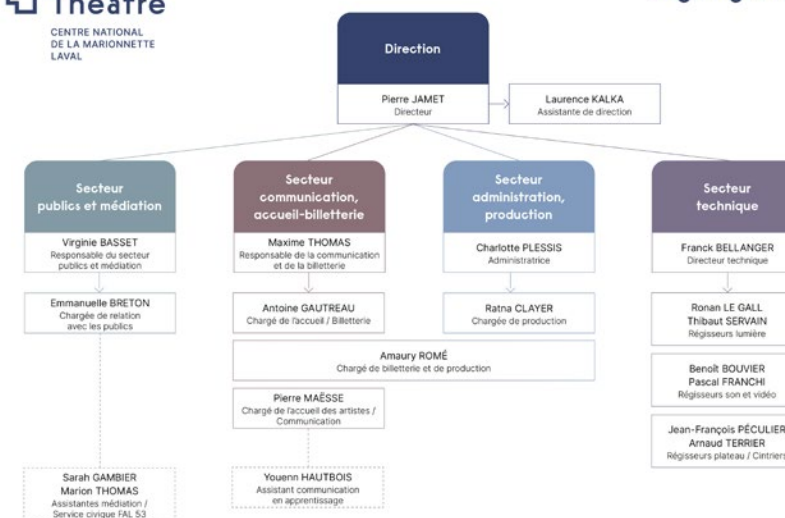 Théâtre
CENTRE NATIONAL
DE LA MARIONNETTE
LAVAL
Direction
Pierre JAMET
Directeur
Laurence KALKA
Assistante de direction
Secteur
publics et médiation
Virginie BASSET
Responsable du secteur
publics et médiation
Emmanuelle BRETON
Chargée de relation
avec les publics
Sarah GAMBIER
Marion THOMAS
Assistantes médiation /
Service civique FAL 53
Secteur
communication,
accueil-billetterie
Maxime THOMAS
Responsable de la communication
et de la billetterie
Antoine GAUTREAU
Chargé de l'accueil / Billetterie
Amaury ROMÉ
Chargé de billetterie et de production
Pierre MAËSSE
Chargé de l'accueil des artistes /
Communication
Youenn HAUTBOIS
Assistant communication
en apprentissage
Secteur
administration,
production
Charlotte PLESSIS
Administratrice
Ratna CLAYER
Chargée de production
Secteur
technique
Franck BELLANGER
Directeur technique
Ronan LE GALL
Thibaut SERVAIN
Régisseurs lumière
Benoît BOUVIER
Pascal FRANCHI
Régisseurs son et vidéo
Jean-François PÉCULIER
Arnaud TERRIER
Régisseurs plateau / Cintriers